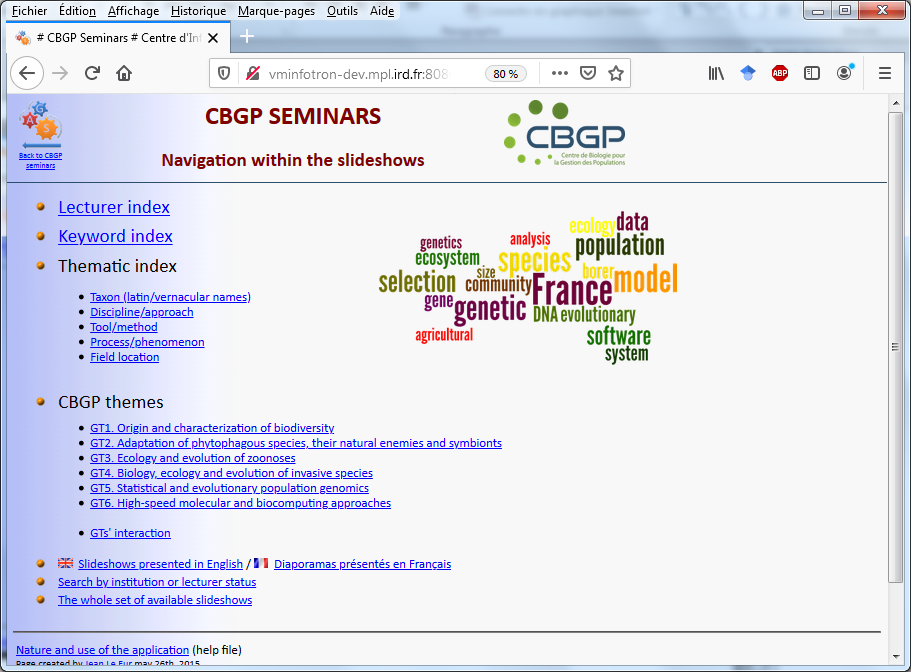 Fichier Édition Affichage Historique Marque-pages Outils Aide
# CBGP Seminars # Centre d'In
vminfotron-dev.mpl.ird.fr:808 80 %
ABP
Back to CBGP
seminars
CBGP SEMINARS
Navigation within the slideshows
CBGP
Centre de Biologie pour
la Gestion des Populations
Lecturer index
Keyword index
Thematic index
Taxon (latin/vernacular names)
Discipline/approach
Tool/method
Process/phenomenon
Field location
ecology data
genetics analysis population
ecosystem species
size borer model
selection community France
gene genetic DNA evolutionary
agricultural software
system
CBGP themes
GT1. Origin and characterization of biodiversity
GT2. Adaptation of phytophagous species, their natural enemies and symbionts
GT3. Ecology and evolution of zoonoses
GT4. Biology, ecology and evolution of invasive species
GT5. Statistical and evolutionary population genomics
GT6. High-speed molecular and biocomputing approaches
GTs' interaction
Slideshows presented in English / Diaporamas présentés en Français
Search by institution or lecturer status
The whole set of available slideshows
Nature and use of the application (help file)
Page created by Jean Le Fur may 26th, 2015